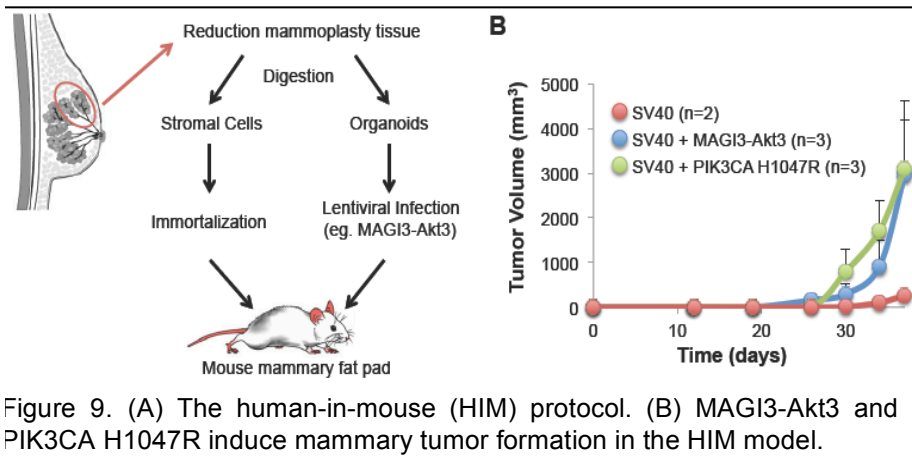 Reduction mammoplasty tissue
Digestion
Stromal Cells
Organoids
Immortalization
Lentiviral Infection
(eg. MAGI3-Akt3)
Mouse mammary fat pad
B
Tumor Volume (mm³)
5000
4000
3000
2000
1000
0
SV40 (n=2)
SV40 + MAGI3-Akt3 (n=3)
SV40 + PIK3CA H1047R (n=3)
0
10
20
30
Time (days)
Figure 9. (A) The human-in-mouse (HIM) protocol. (B) MAGI3-Akt3 and
PIK3CA H1047R induce mammary tumor formation in the HIM model.